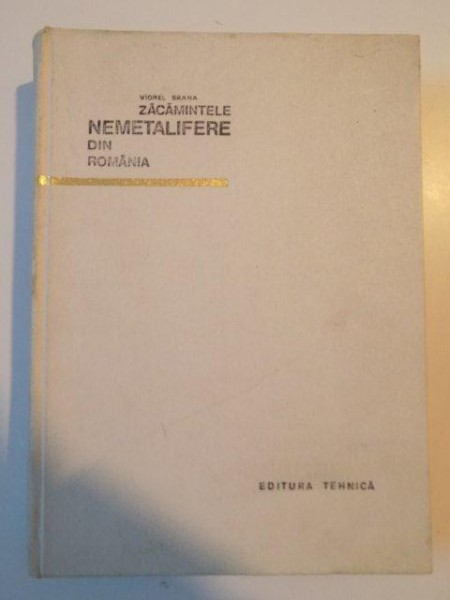 VIOREL BRANA
ZĂCĂMINTELE
NEMETALIFERE
DIN
ROMÂNIA
EDITURA TEHNICĂ